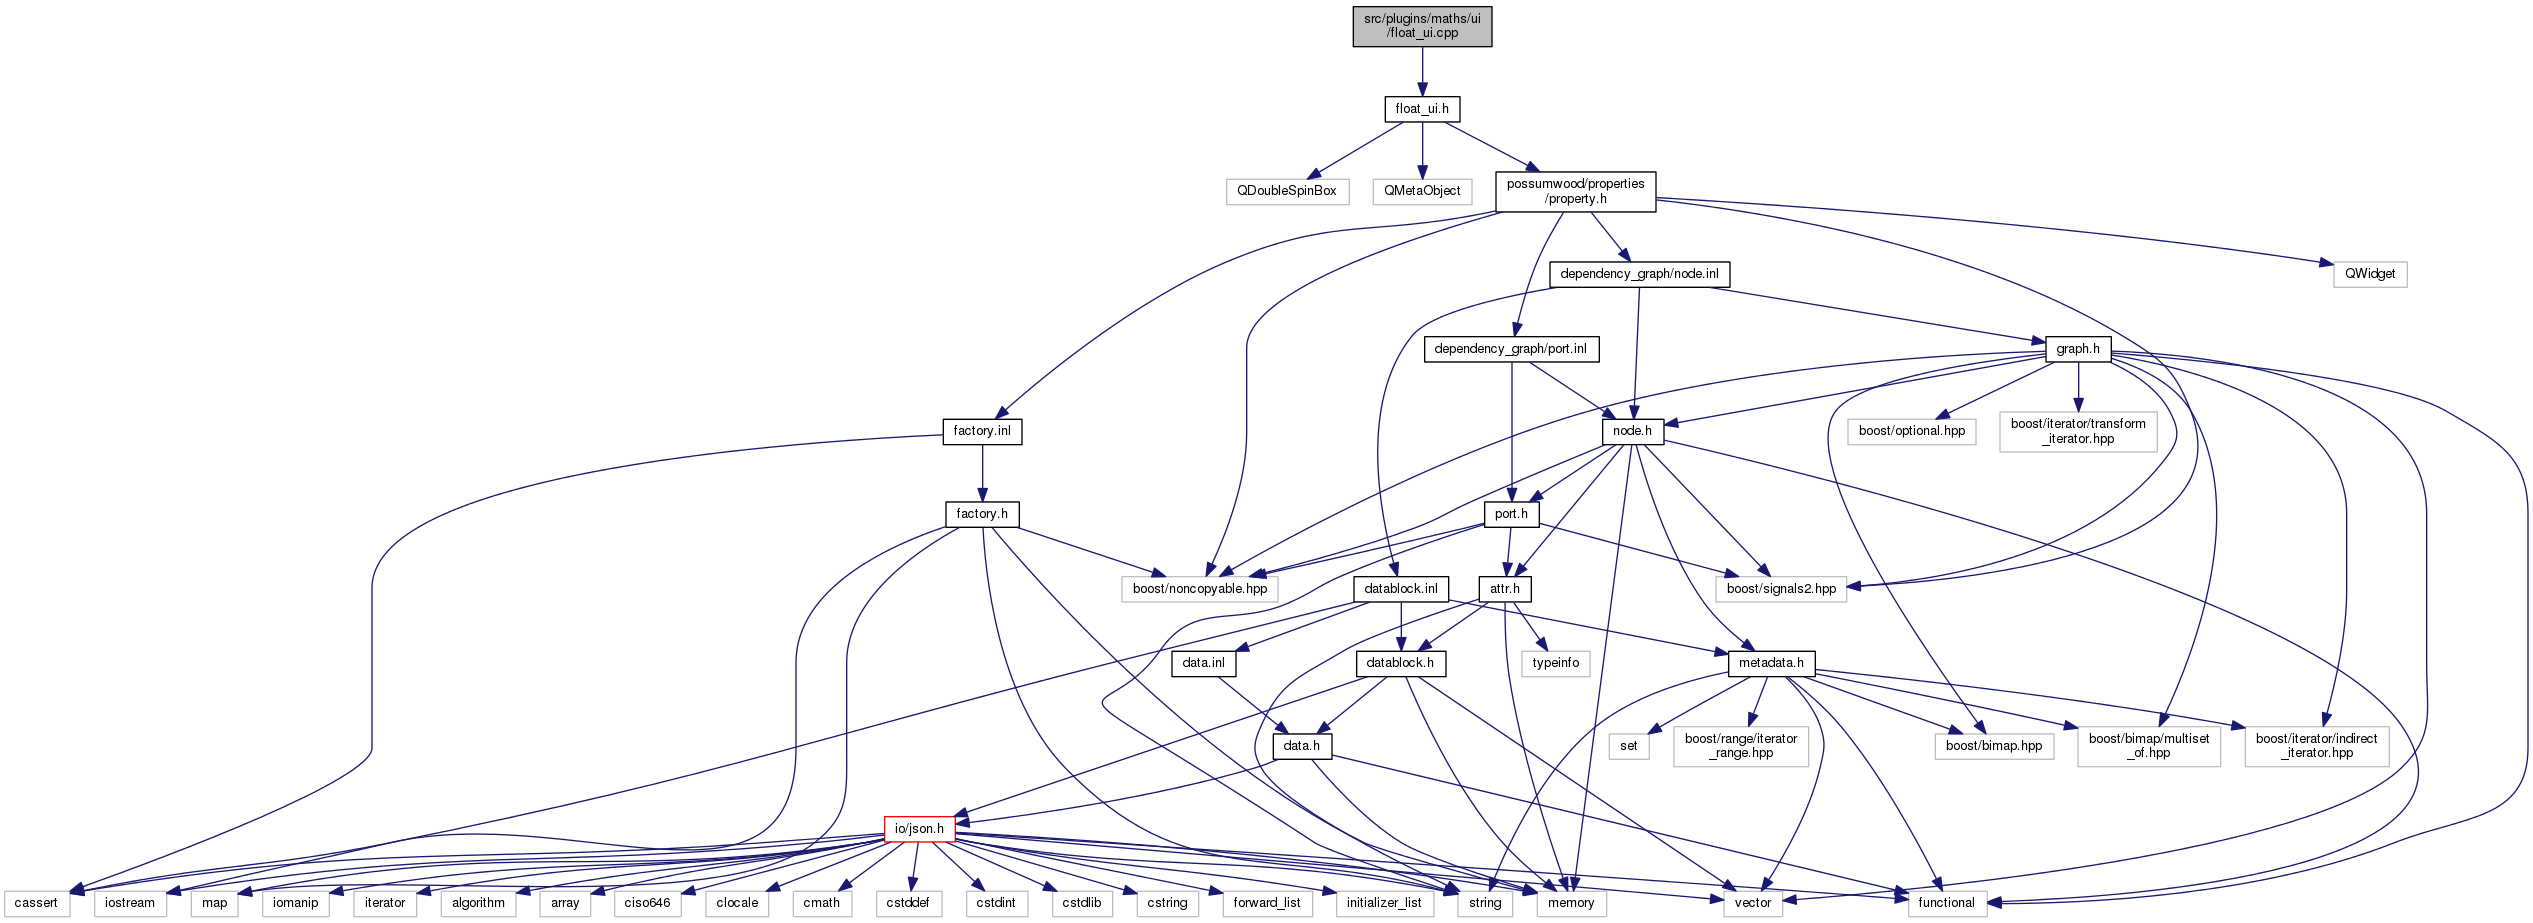 src/plugins/maths/ui
/float_ui.cpp
float_ui.h
QDoubleSpinBox
QMetaObject
possumwood/properties
/property.h
dependency_graph/node.inl
QWidget
dependency_graph/port.inl
graph.h
factory.inl
node.h
boost/optional.hpp
boost/iterator/transform
_iterator.hpp
factory.h
port.h
boost/noncopyable.hpp
datablock.inl
attr.h
boost/signals2.hpp
data.inl
datablock.h
typeinfo
metadata.h
data.h
set
boost/range/iterator
_range.hpp
boost/bimap.hpp
boost/bimap/multiset
_of.hpp
boost/iterator/indirect
_iterator.hpp
io/json.h
cassert
iostream
map
iomanip
iterator
algorithm
array
ciso646
clocale
cmath
cstddef
cstdint
cstdlib
cstring
forward_list
initializer_list
string
memory
vector
functional